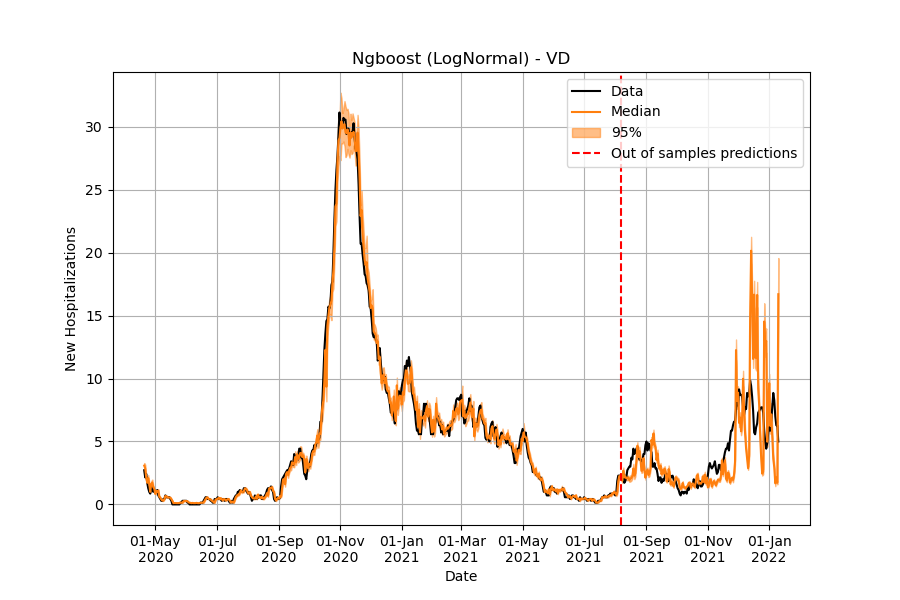 Ngboost (LogNormal) - VD
Data
Median
95%
Out of samples predictions
New Hospitalizations
30
25
20
15
10
5
0
01-May 01-Jul 01-Sep 01-Nov 01-Jan 01-Mar 01-May 01-Jul 01-Sep 01-Nov 01-Jan
2020 2020 2020 2020 2021 2021 2021 2021 2021 2021 2022
Date